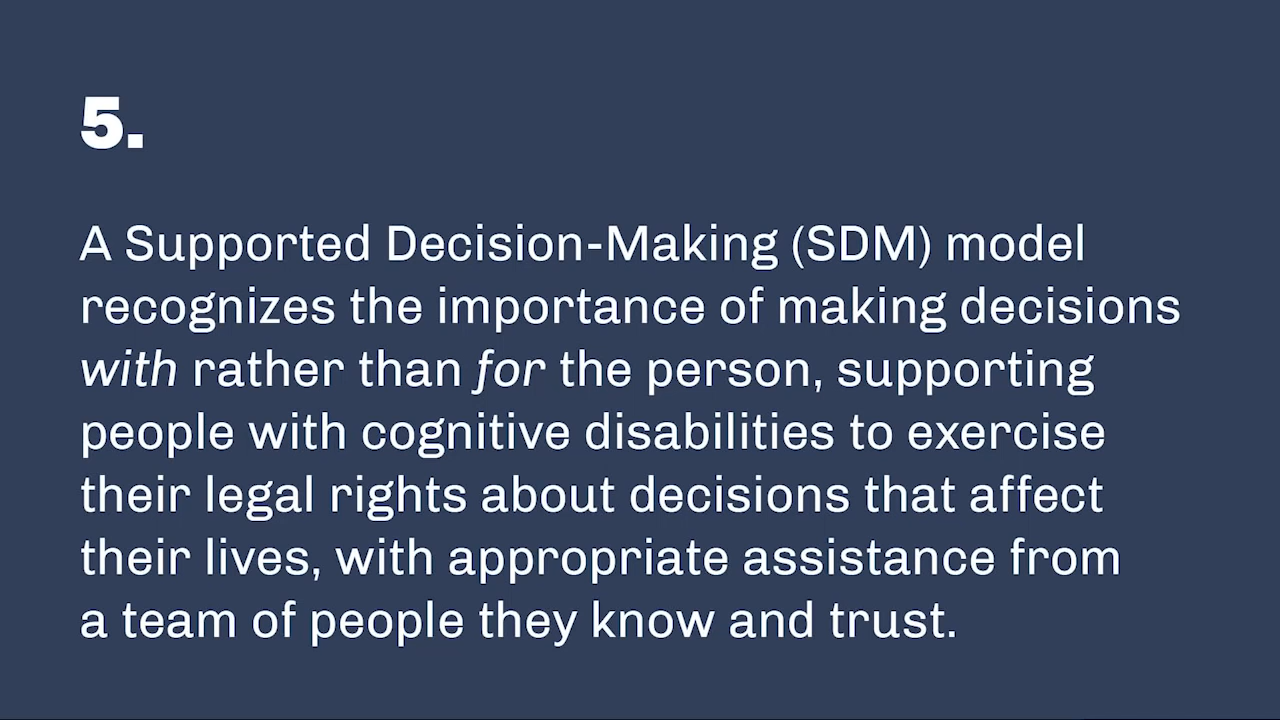 5.
A Supported Decision-Making (SDM) model
recognizes the importance of making decisions
with rather than for the person, supporting
people with cognitive disabilities to exercise
their legal rights about decisions that affect
their lives, with appropriate assistance from
a team of people they know and trust.